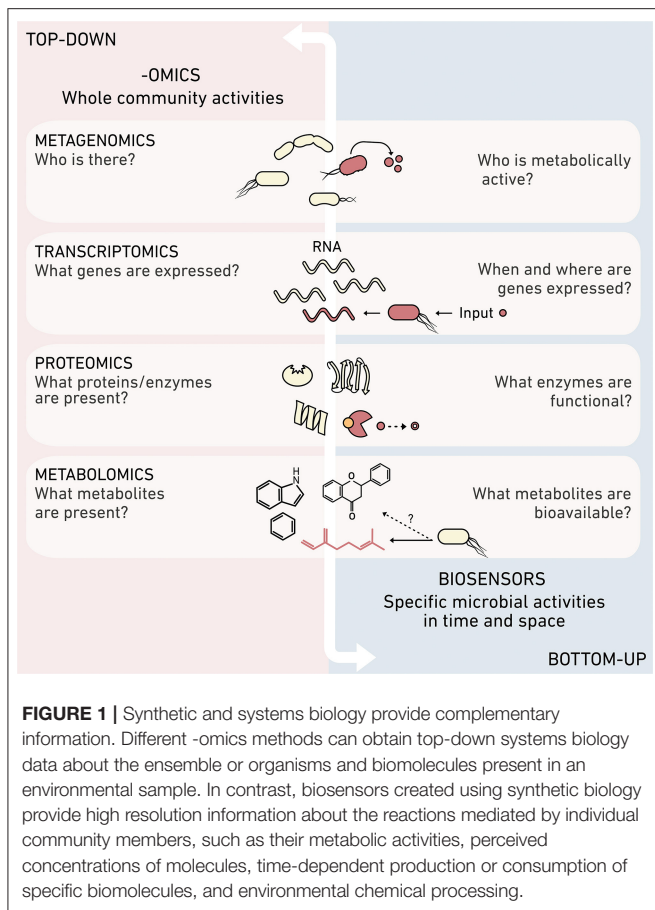 TOP-DOWN
-OMICS
Whole community activities
METAGENOMICS
Who is there?
Who is metabolically
active?
TRANSCRIPTOMICS
What genes are expressed?
RNA
When and where are
genes expressed?
Input
PROTEOMICS
What proteins/enzymes
are present?
What enzymes are
functional?
METABOLOMICS
What metabolites
are present?
H
N
O
O
?
What metabolites are
bioavailable?
BIOSENSORS
Specific microbial activities
in time and space
BOTTOM-UP
FIGURE 1 | Synthetic and systems biology provide complementary
information. Different -omics methods can obtain top-down systems biology
data about the ensemble or organisms and biomolecules present in an
environmental sample. In contrast, biosensors created using synthetic biology
provide high resolution information about the reactions mediated by individual
community members, such as their metabolic activities, perceived
concentrations of molecules, time-dependent production or consumption of
specific biomolecules, and environmental chemical processing.